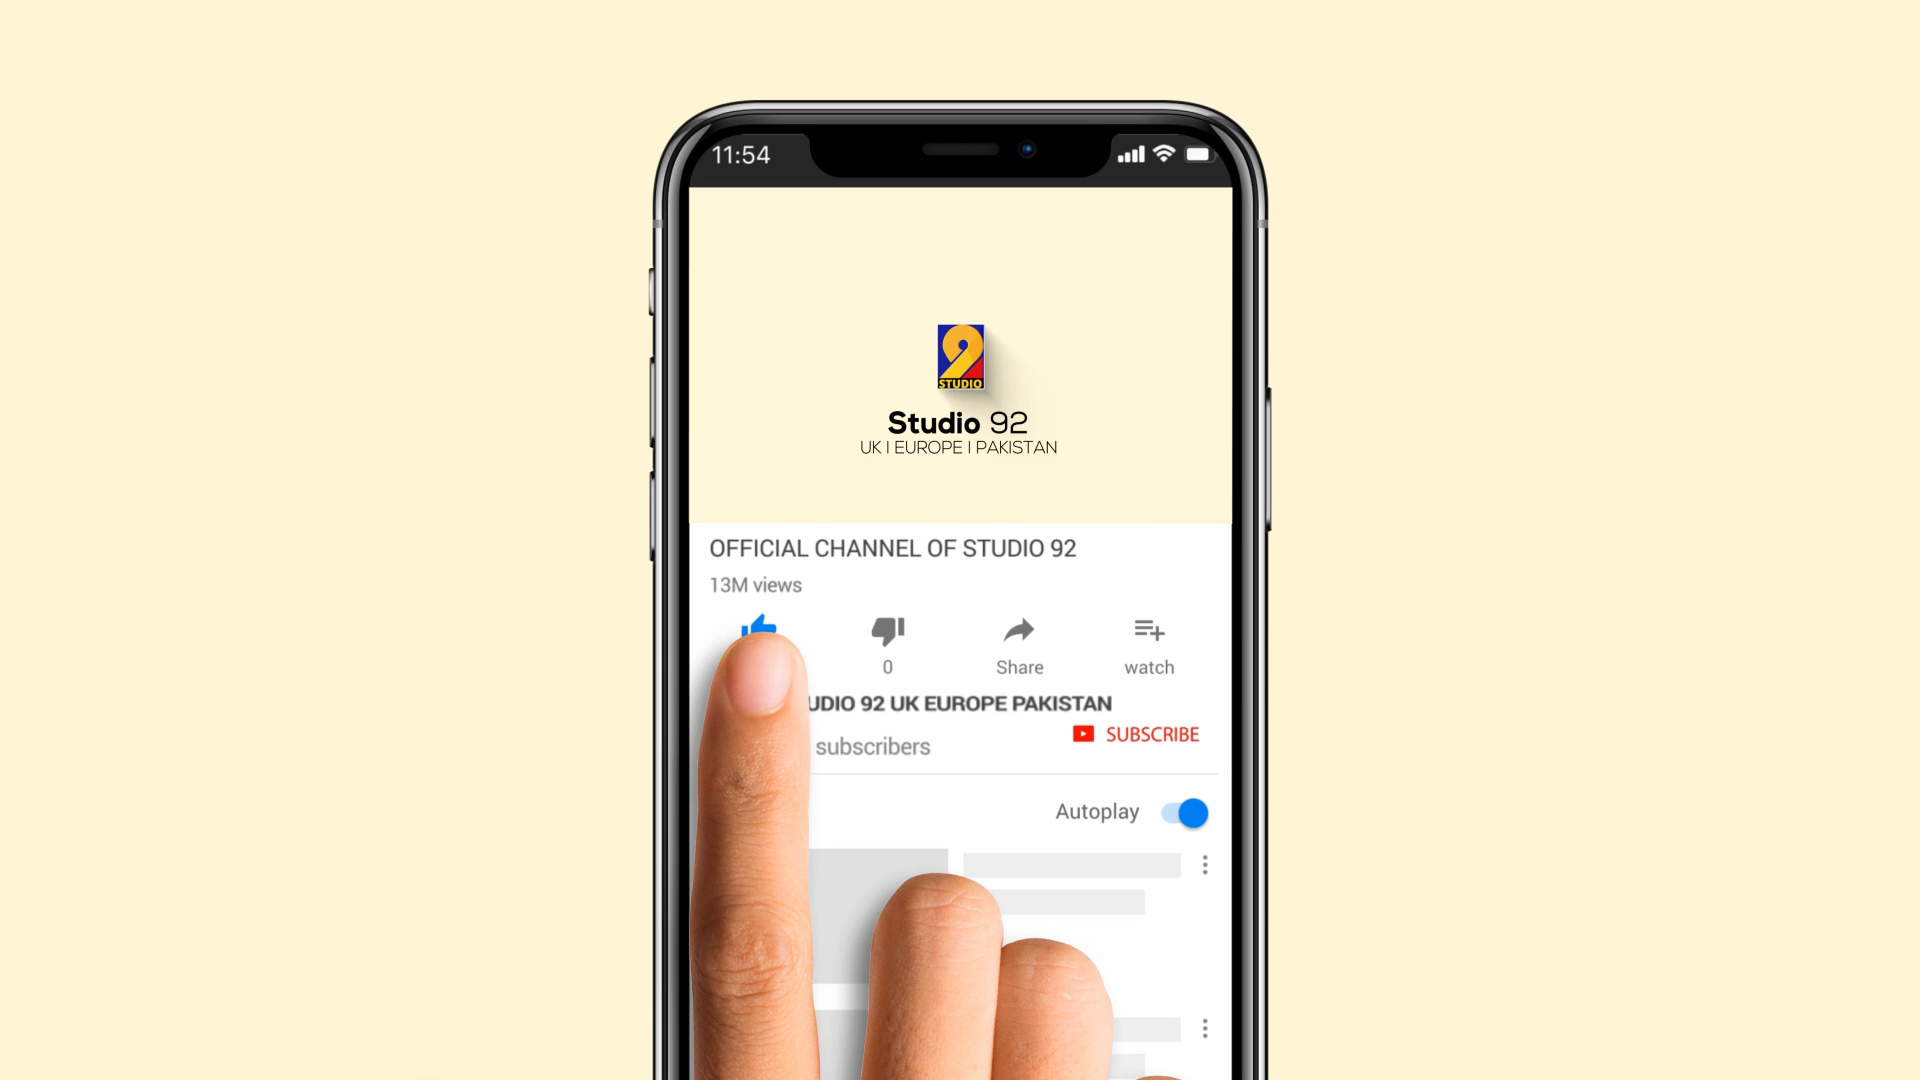 11:54
STUDIO
Studio 92
UK I EUROPE I PAKISTAN
OFFICIAL CHANNEL OF STUDIO 92
13M views
0
Share
watch
UDIO 92 UK EUROPE PAKISTAN
subscribers
SUBSCRIBE
Autoplay